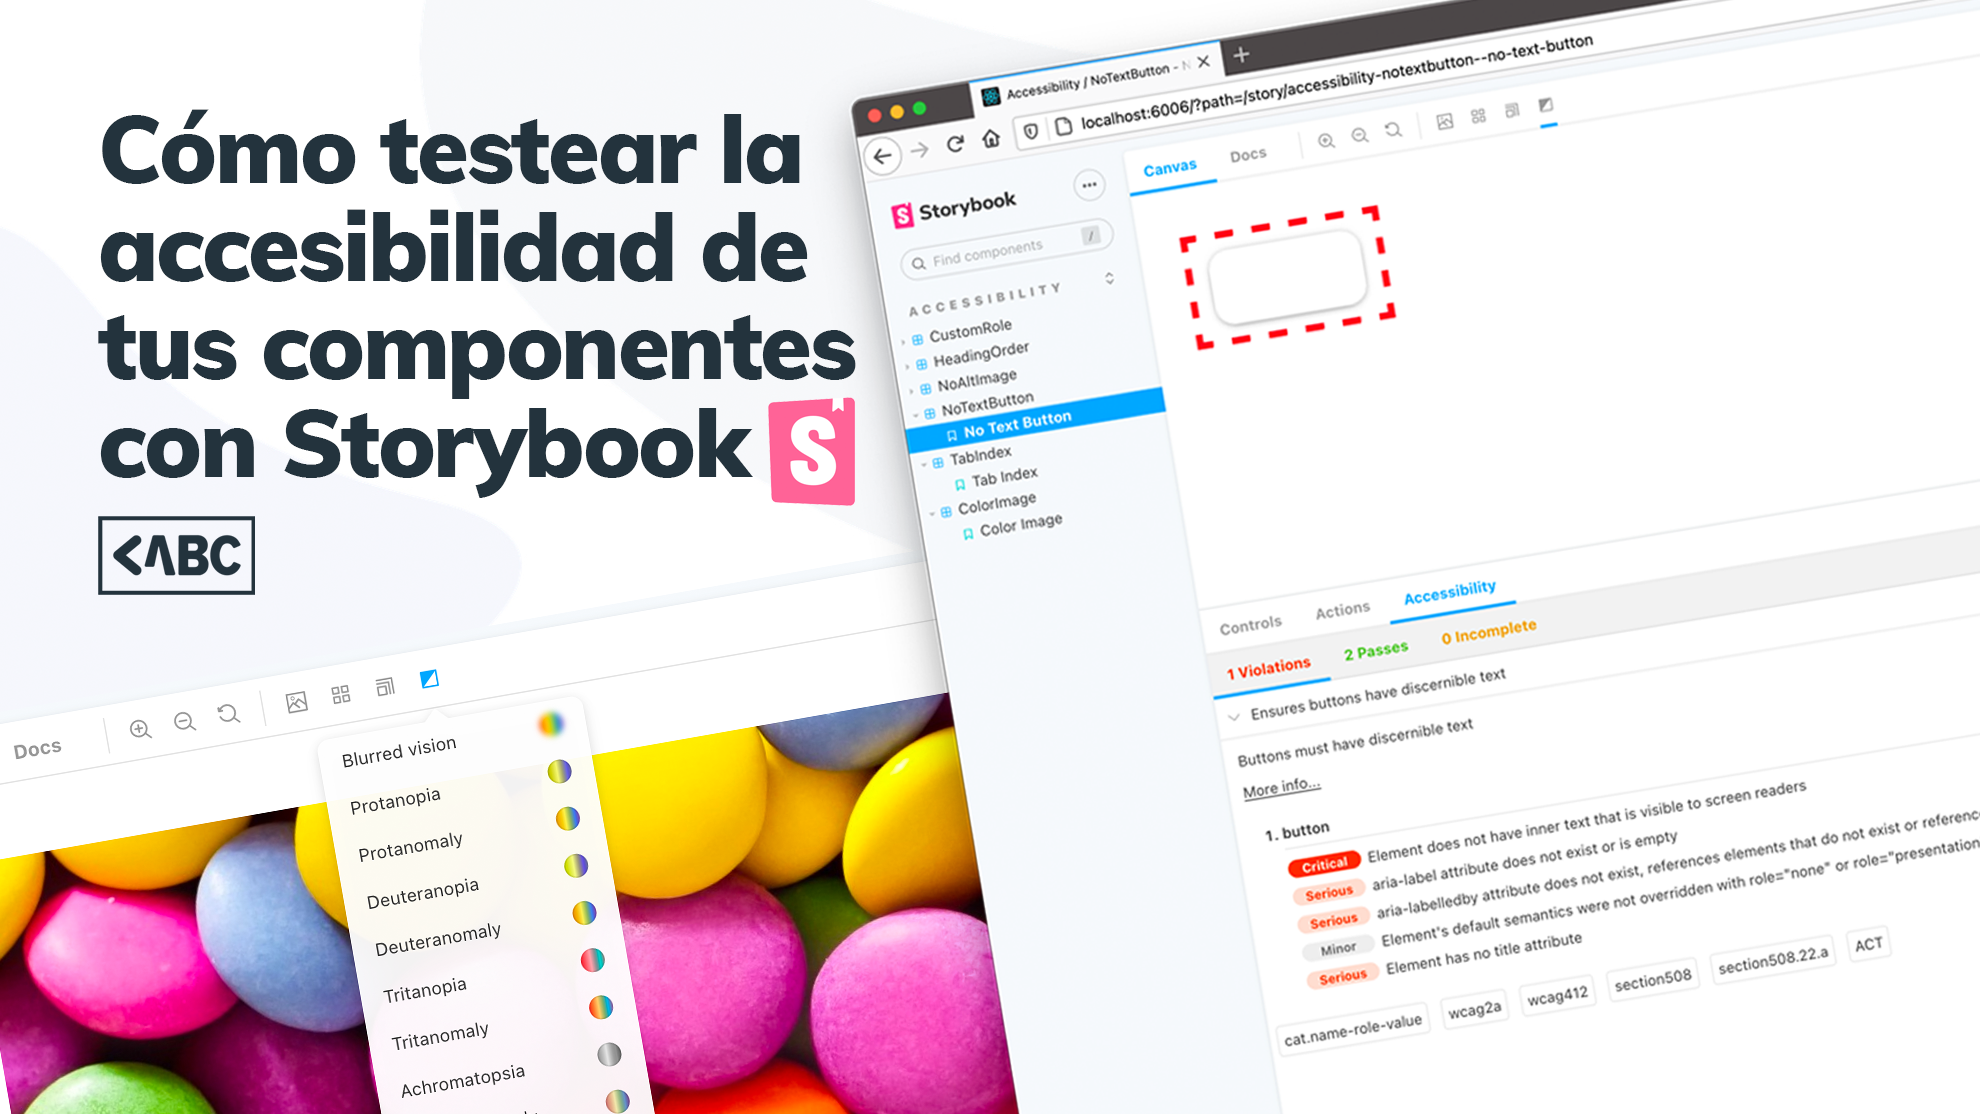 Cómo testear la
accesibilidad de
tus componentes
con Storybook S
<ABC
Accessibility / NoTextButton - N
localhost:6006/?path=/story/accessibility-notextbutton--no-text-button
S Storybook
Find components /
ACCESSIBILITY
CustomRole
HeadingOrder
NoAltImage
NoTextButton
No Text Button
TabIndex
Tab Index
ColorImage
Color Image
Canvas Docs
Controls Actions Accessibility
1 Violations 2 Passes 0 Incomplete
Ensures buttons have discernible text
Buttons must have discernible text
More info...
1. button
Critical Element does not have inner text that is visible to screen readers
Serious aria-label attribute does not exist or is empty
Serious aria-labelledby attribute does not exist, references elements that do not exist or reference
Minor Element's default semantics were not overridden with role="none" or role="presentation
Serious Element has no title attribute
cat.name-role-value wcag2a wcag412 section508 section508.22.a ACT
Docs
Blurred vision
Protanopia
Protanomaly
Deuteranopia
Deuteranomaly
Tritanopia
Tritanomaly
Achromatopsia